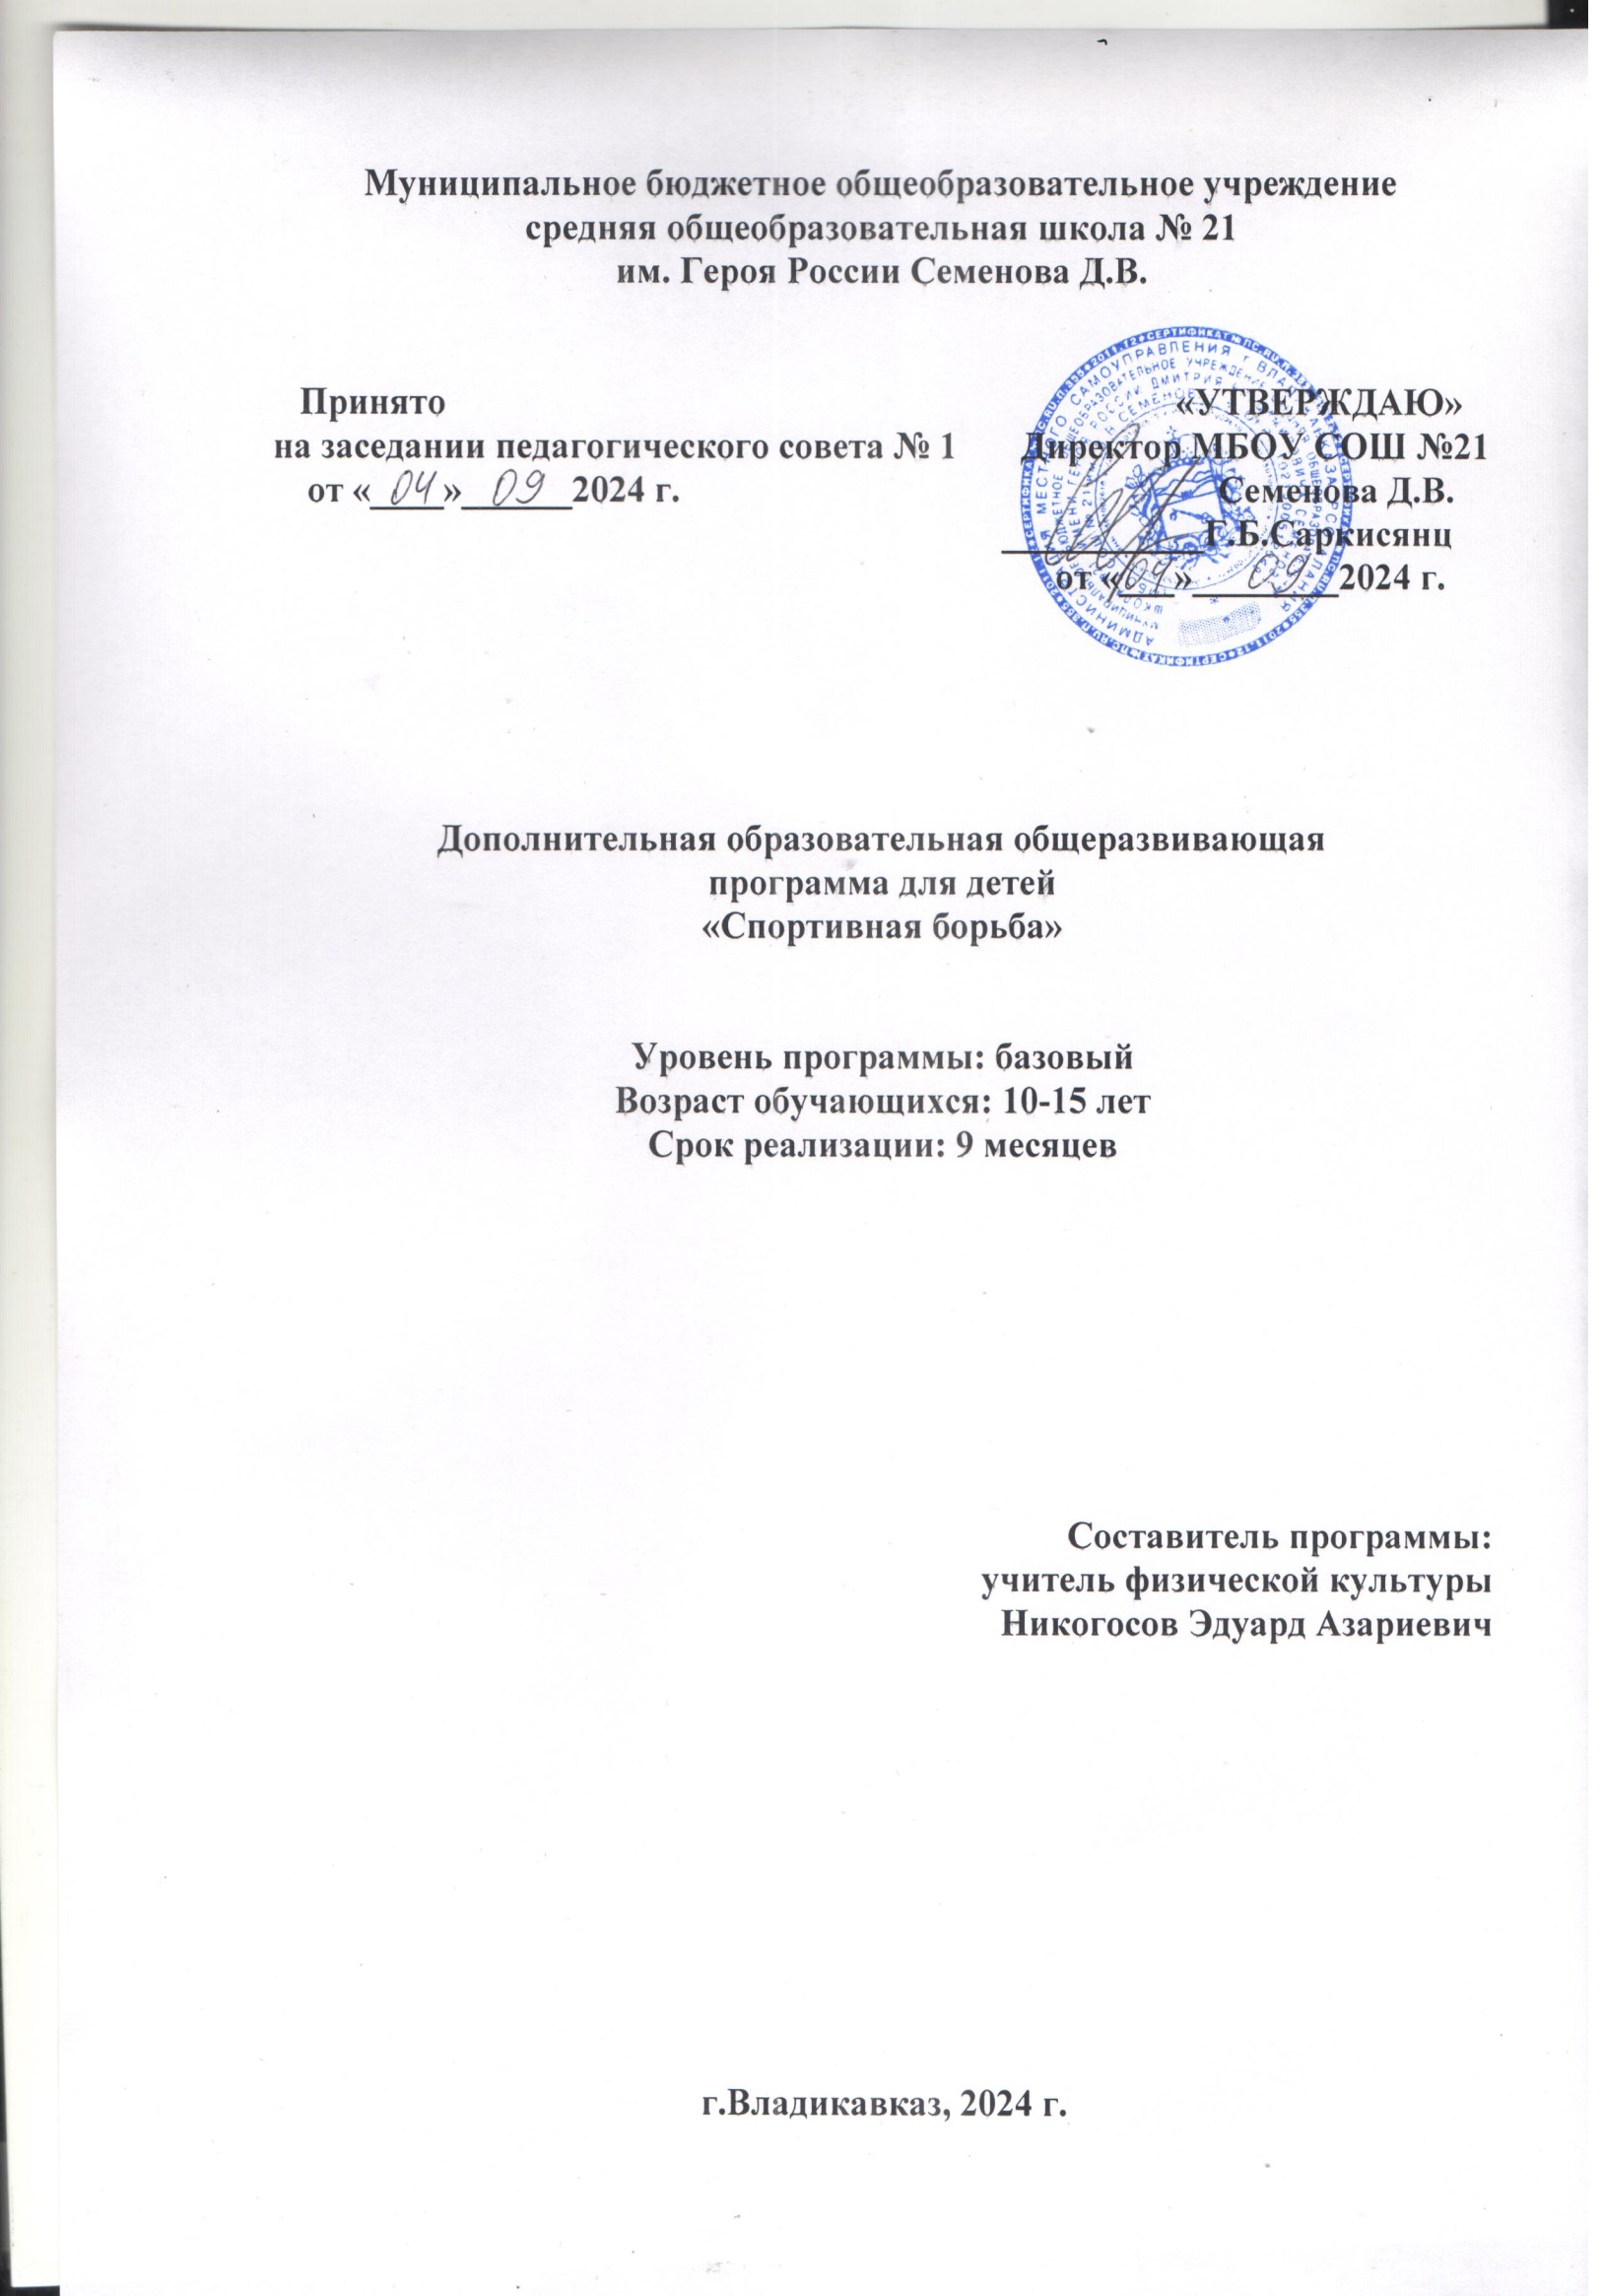 Муниципальное бюджетное общеобразовательное учреждение
средняя общеобразовательная школа № 21
им. Героя России Семенова Д.В.
Принято
на заседании педагогического совета № 1
от «04» 09 2024 г.
«УТВЕРЖДАЮ»
Директор МБОУ СОШ №21
Семенова Д.В.
Г.Б.Саркисянц
от «04» 09 2024 г.
Дополнительная образовательная общеразвивающая
программа для детей
«Спортивная борьба»
Уровень программы: базовый
Возраст обучающихся: 10-15 лет
Срок реализации: 9 месяцев
Составитель программы:
учитель физической культуры
Никогосов Эдуард Азариевич
г.Владикавказ, 2024 г.